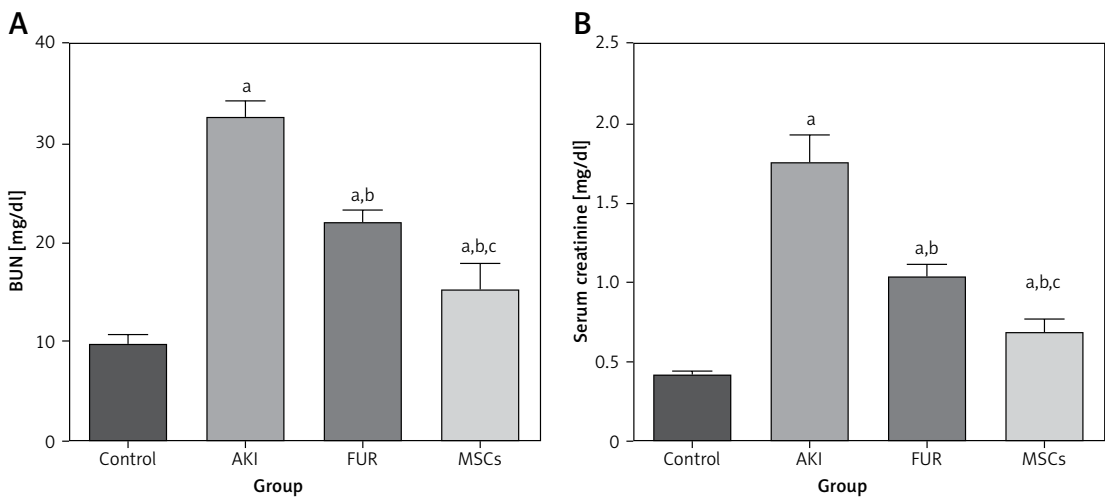 A
BUN [mg/dl]
40
30
20
10
0
a
a,b
a,b,c
Control AKI FUR MSCs
Group
B
Serum creatinine [mg/dl]
2.5
2.0
1.5
1.0
0.5
0
a
a,b
a,b,c
Control AKI FUR MSCs
Group